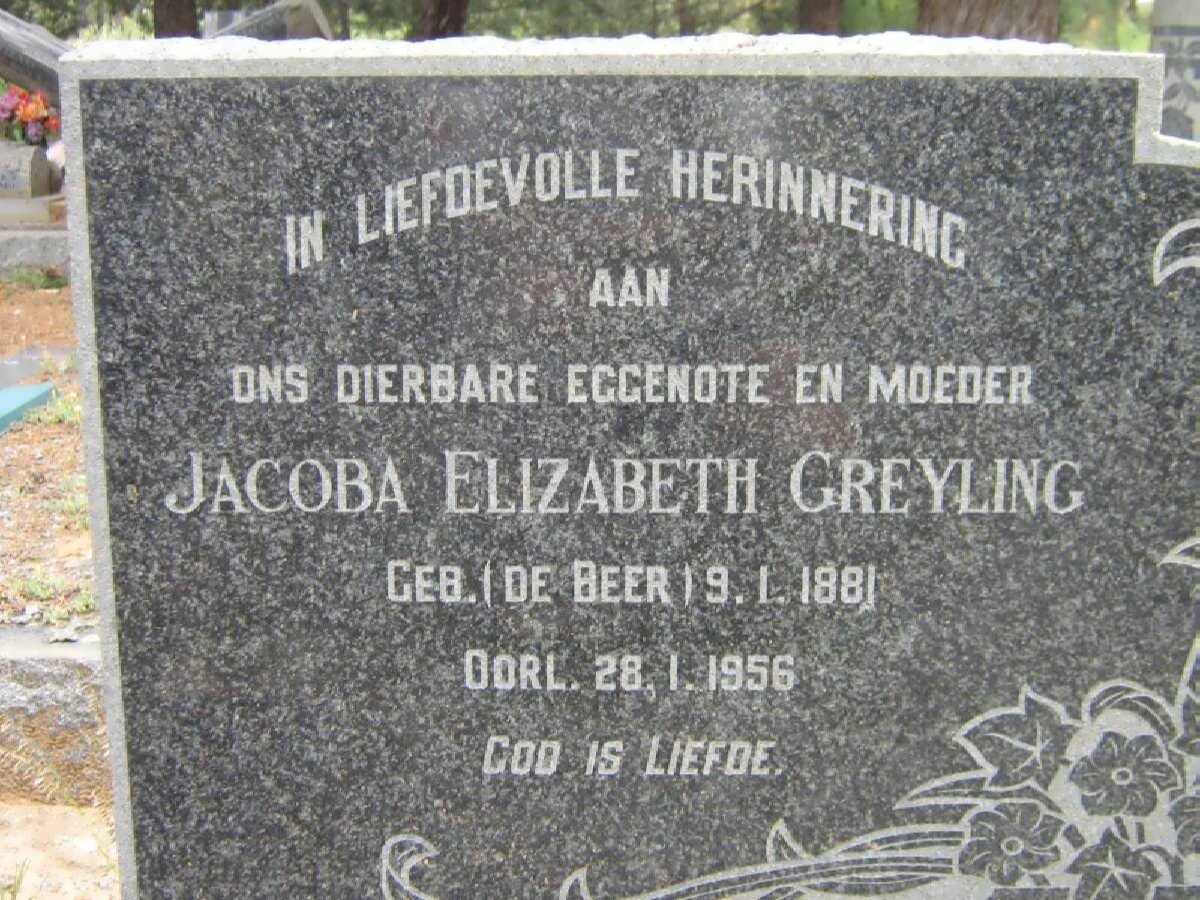 IN LIEFDEVOLLE HERINNERING
AAN
ONS DIERBARE EGGENOTE EN MOEDER
JACOBA ELIZABETH GREYLING
GEB. (DE BEER) 9.1.1881
OORL. 28.1.1956
GOD IS LIEFDE.